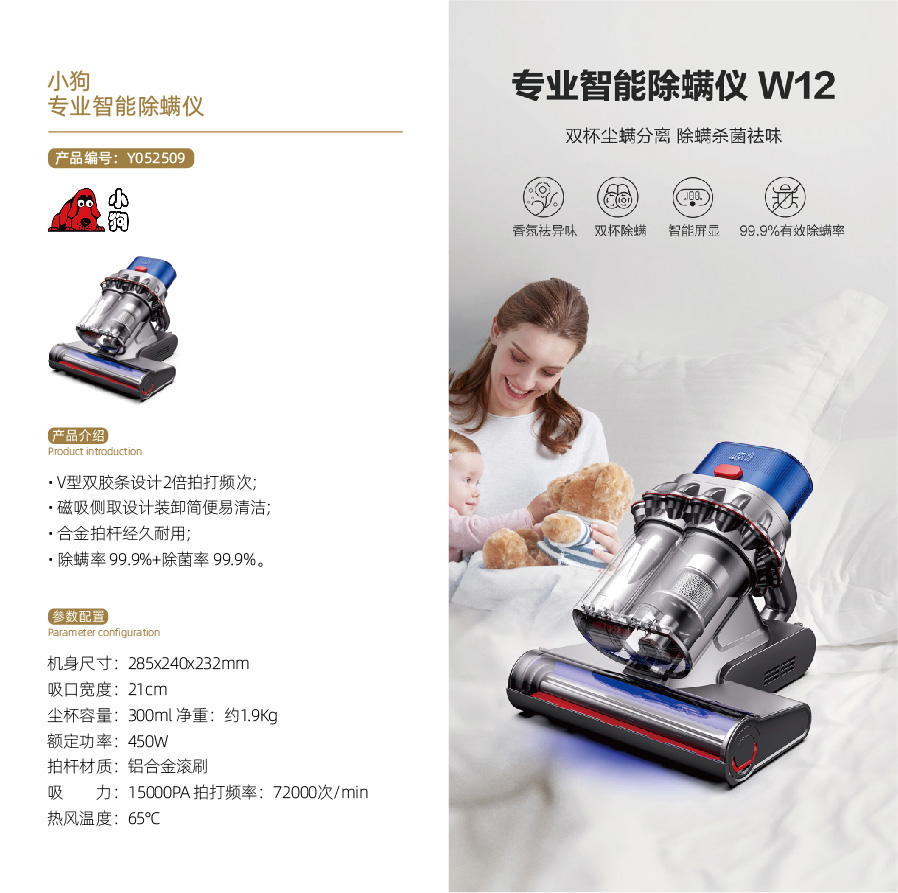 小狗
专业智能除螨仪
产品编号：Y052509
小狗
产品介绍
Product introduction
• V型双胶条设计2倍拍打频次;
• 磁吸侧取设计装卸简便易清洁;
• 合金拍杆经久耐用;
• 除螨率 99.9%+除菌率 99.9%。
参数配置
Parameter configuration
机身尺寸：285x240x232mm
吸口宽度：21cm
尘杯容量：300ml 净重：约1.9Kg
额定功率：450W
拍杆材质：铝合金滚刷
吸　　力：15000PA 拍打频率：72000次/min
热风温度：65℃
专业智能除螨仪 W12
双杯尘螨分离 除螨杀菌祛味
香氛祛异味
双杯除螨
智能屏显
99.9%有效除螨率